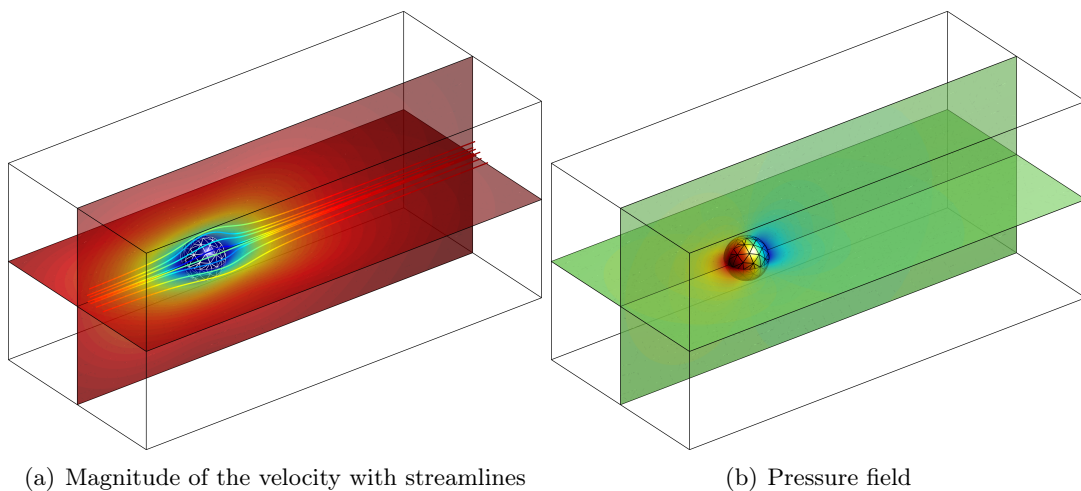 (a) Magnitude of the velocity with streamlines
(b) Pressure field